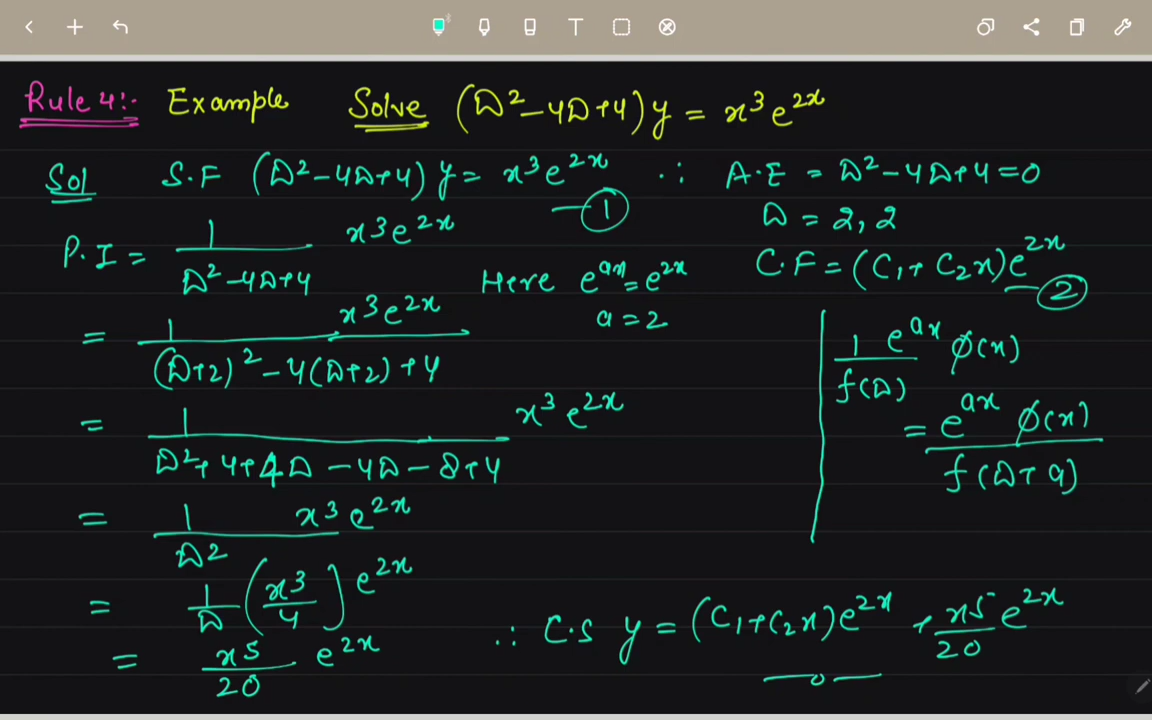 Rule 4:- Example Solve (D²-4D+4)y = x³e^{2x}
Sol S.F (D²-4D+4)y = x³e^{2x} —① ∴ A.E = D²-4D+4=0
D = 2, 2
P.I = 1/(D²-4D+4) x³e^{2x}
Here e^{ax} = e^{2x}
a = 2
C.F = (C₁+C₂x)e^{2x} —②
= 1/((D+2)²-4(D+2)+4) x³e^{2x}
= 1/(D²+4+4D-4D-8+4) x³e^{2x}
= 1/D² x³e^{2x}
= 1/D (x³/4) e^{2x}
= x5/20 e^{2x}
1/f(D) e^{ax} φ(x)
= e^{ax} φ(x)/f(D+a)
∴ C.S y = (C₁+C₂x)e^{2x} + x5/20 e^{2x}
—o—
T